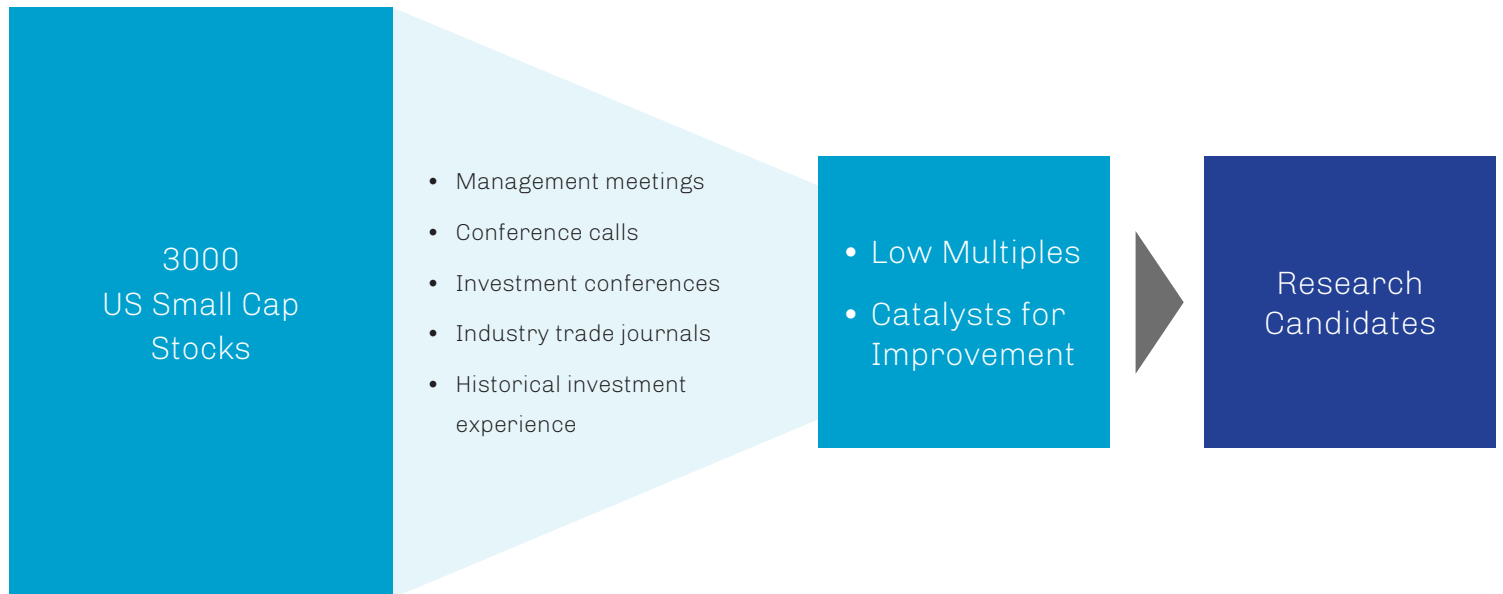 3000
US Small Cap
Stocks
• Management meetings
• Conference calls
• Investment conferences
• Industry trade journals
• Historical investment
experience
• Low Multiples
• Catalysts for
Improvement
Research
Candidates